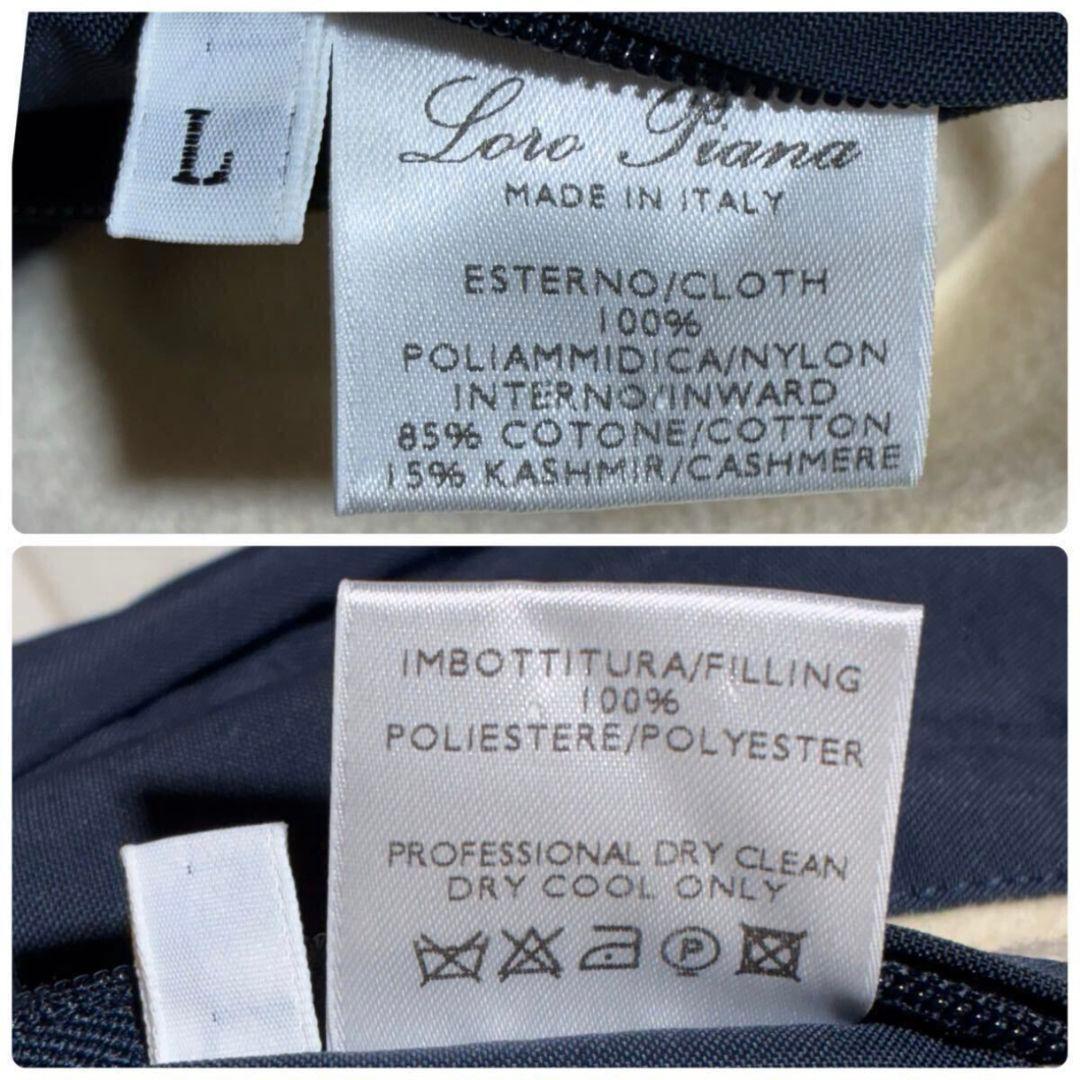 L
Loro Piana
MADE IN ITALY
ESTERNO/CLOTH
100%
POLIAMMIDICA/NYLON
INTERNO/INWARD
85% COTONE/COTTON
15% KASHMIR/CASHMERE
IMBOTTITURA/FILLING
100%
POLIESTERE/POLYESTER
PROFESSIONAL DRY CLEAN
DRY COOL ONLY
P